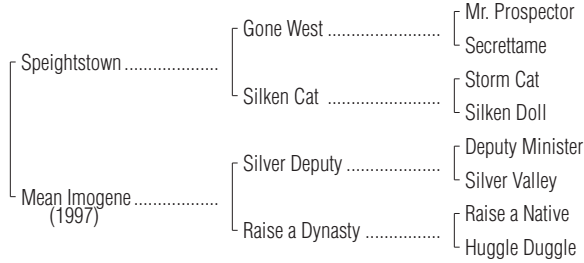 Mr. Prospector
Gone West
Secrettame
Speightstown
Storm Cat
Silken Cat
Silken Doll
Deputy Minister
Silver Deputy
Silver Valley
Mean Imogene
(1997)
Raise a Native
Raise a Dynasty
Huggle Duggle